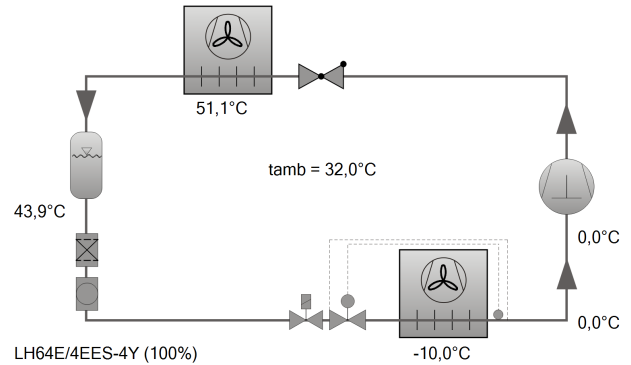 51,1°C
tamb = 32,0°C
43,9°C
0,0°C
0,0°C
LH64E/4EES-4Y (100%)
-10,0°C